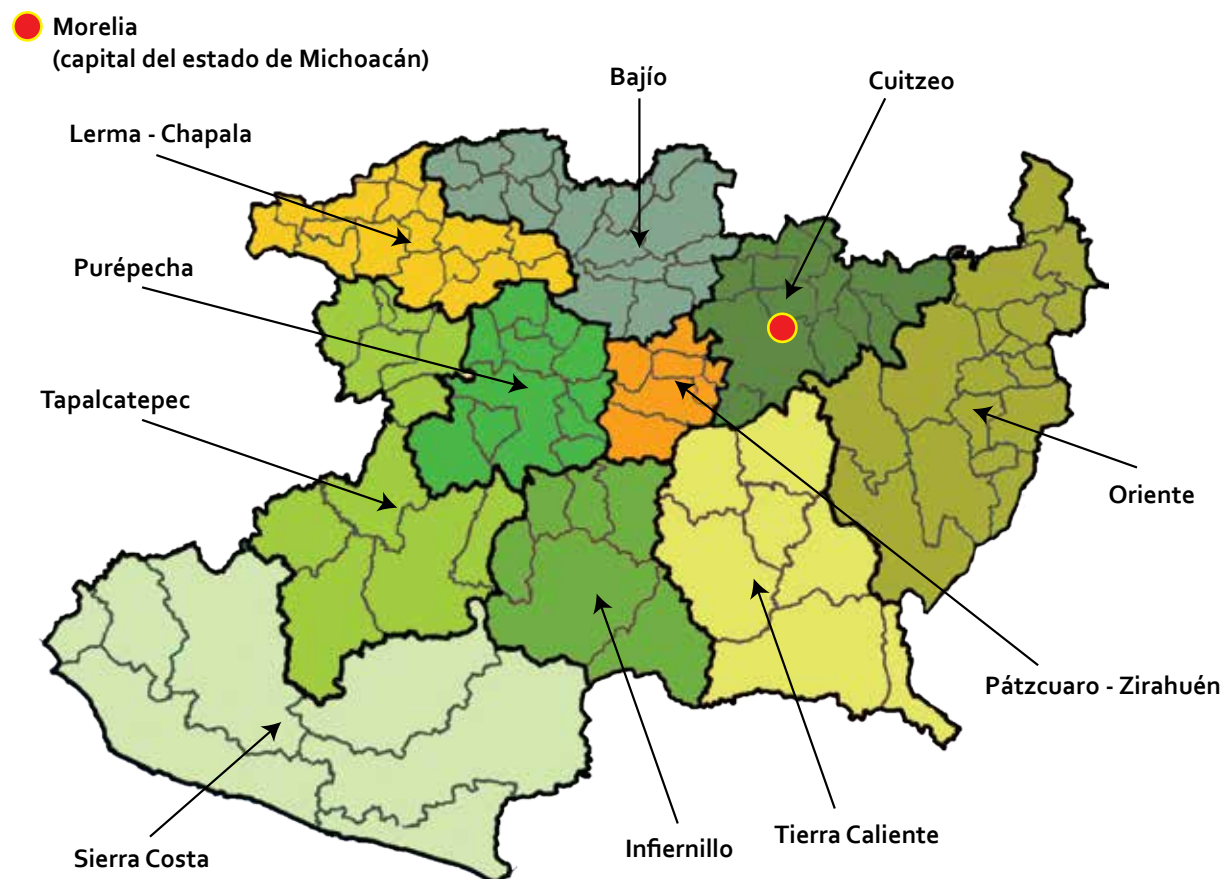 Morelia
(capital del estado de Michoacán)
Bajío
Cuitzeo
Lerma - Chapala
Purépecha
Tapalcatepec
Oriente
Pátzcuaro - Zirahuén
Tierra Caliente
Infiernillo
Sierra Costa